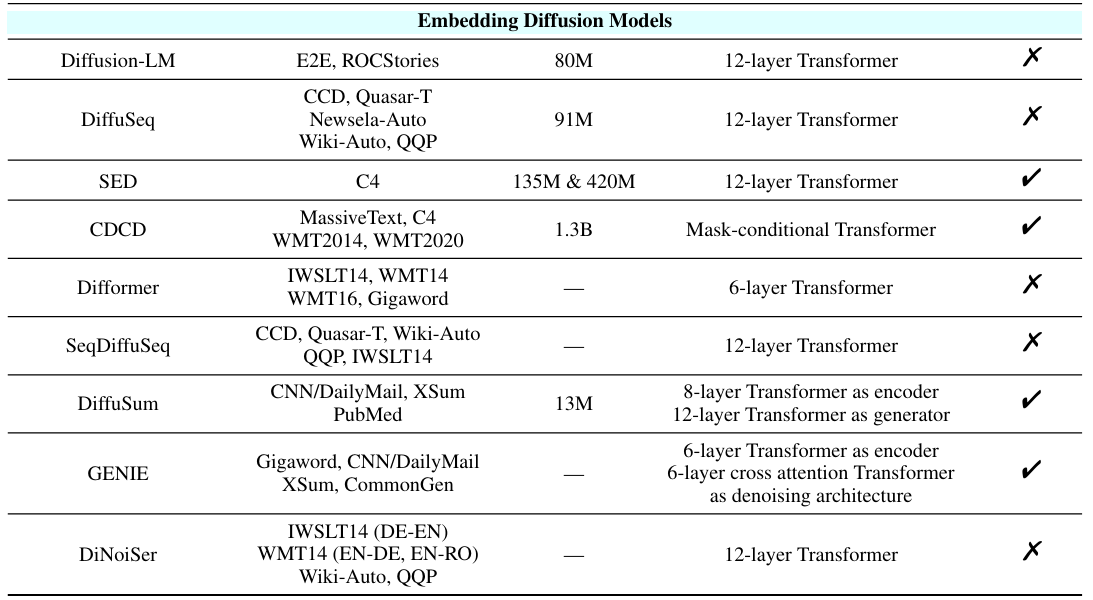 Embedding Diffusion Models
Diffusion-LM E2E, ROCStories 80M 12-layer Transformer ✗
CCD, Quasar-T
DiffuSeq Newsela-Auto 91M 12-layer Transformer ✗
Wiki-Auto, QQP
SED C4 135M & 420M 12-layer Transformer ✓
MassiveText, C4
CDCD 1.3B Mask-conditional Transformer ✓
WMT2014, WMT2020
IWSLT14, WMT14
Difformer — 6-layer Transformer ✗
WMT16, Gigaword
CCD, Quasar-T, Wiki-Auto
SeqDiffuSeq — 12-layer Transformer ✗
QQP, IWSLT14
CNN/DailyMail, XSum 8-layer Transformer as encoder
DiffuSum 13M ✓
PubMed 12-layer Transformer as generator
6-layer Transformer as encoder
Gigaword, CNN/DailyMail
GENIE — 6-layer cross attention Transformer ✓
XSum, CommonGen
as denoising architecture
IWSLT14 (DE-EN)
DiNoiSer WMT14 (EN-DE, EN-RO) — 12-layer Transformer ✗
Wiki-Auto, QQP